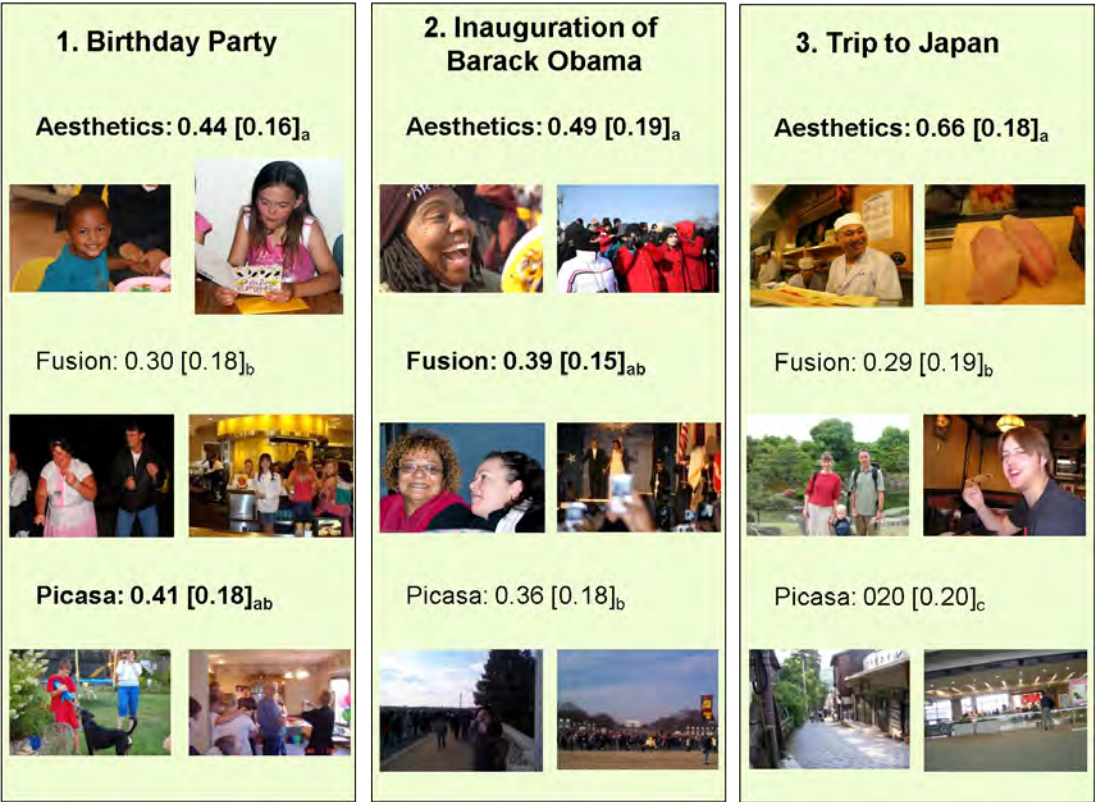 1. Birthday Party
Aesthetics: 0.44 [0.16]a
Fusion: 0.30 [0.18]b
Picasa: 0.41 [0.18]ab
2. Inauguration of
Barack Obama
Aesthetics: 0.49 [0.19]a
Fusion: 0.39 [0.15]ab
Picasa: 0.36 [0.18]b
3. Trip to Japan
Aesthetics: 0.66 [0.18]a
Fusion: 0.29 [0.19]b
Picasa: 020 [0.20]c